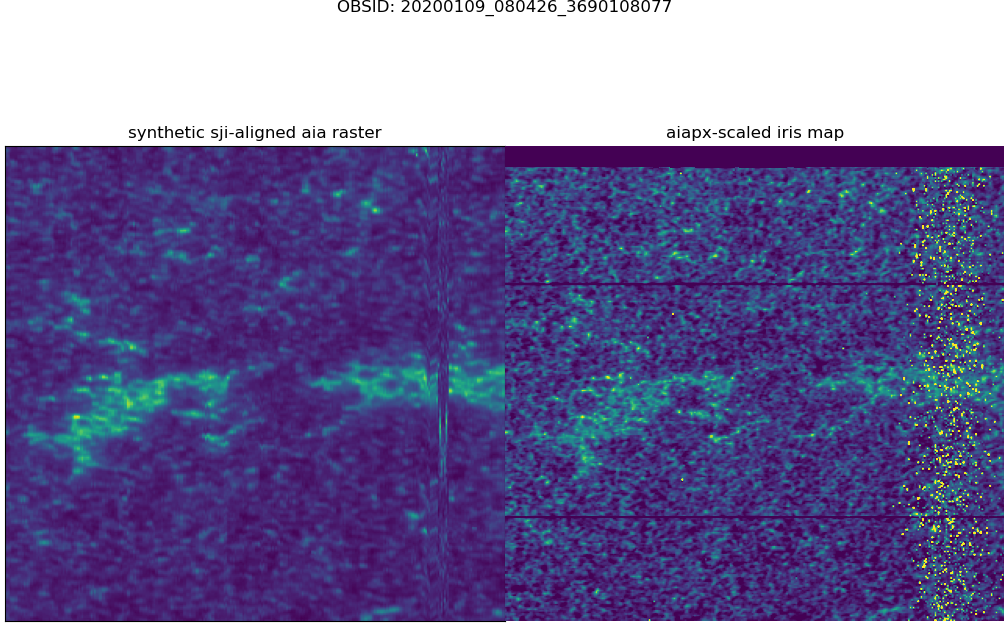 OBSID: 20200109_080426_3690108077
synthetic sji-aligned aia raster
aiapx-scaled iris map